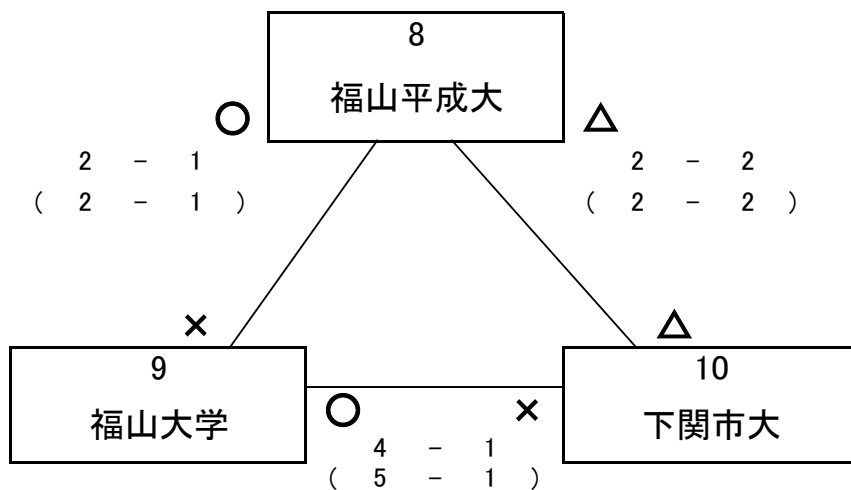 8
福山平成大
○ △
2 - 1
( 2 - 1 )
2 - 2
( 2 - 2 )
× △
9
福山大学
10
下関市大
○ ×
4 - 1
( 5 - 1 )